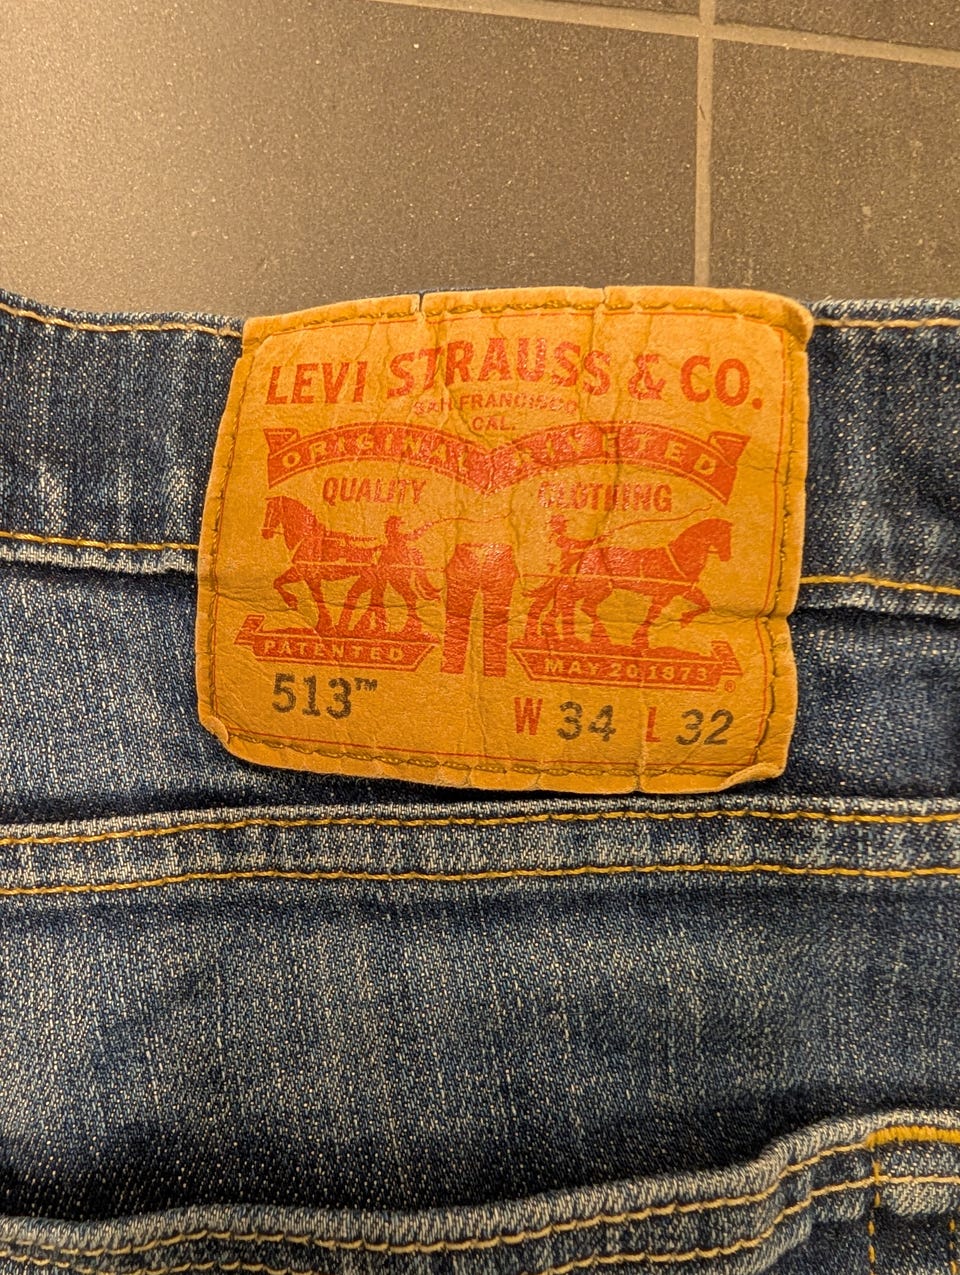 LEVI STRAUSS & CO.
SAN FRANCISCO
CAL.
ORIGINAL RIVETED
QUALITY CLOTHING
PATENTED MAY 20 1873 ®
513™ W 34 L 32